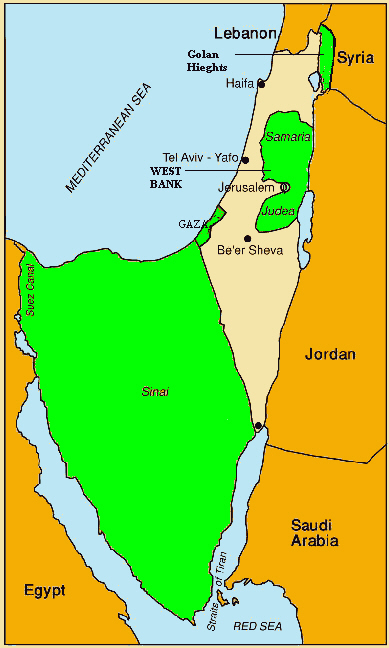 Lebanon
Golan
Hieghts
Syria
Haifa
MEDITERRANEAN SEA
Samaria
Tel Aviv - Yafo
WEST
BANK
Jerusalem
Judea
GAZA
Be'er Sheva
Suez Canal
Jordan
Sinai
Saudi
Arabia
Egypt
Straits of Tiran
RED SEA